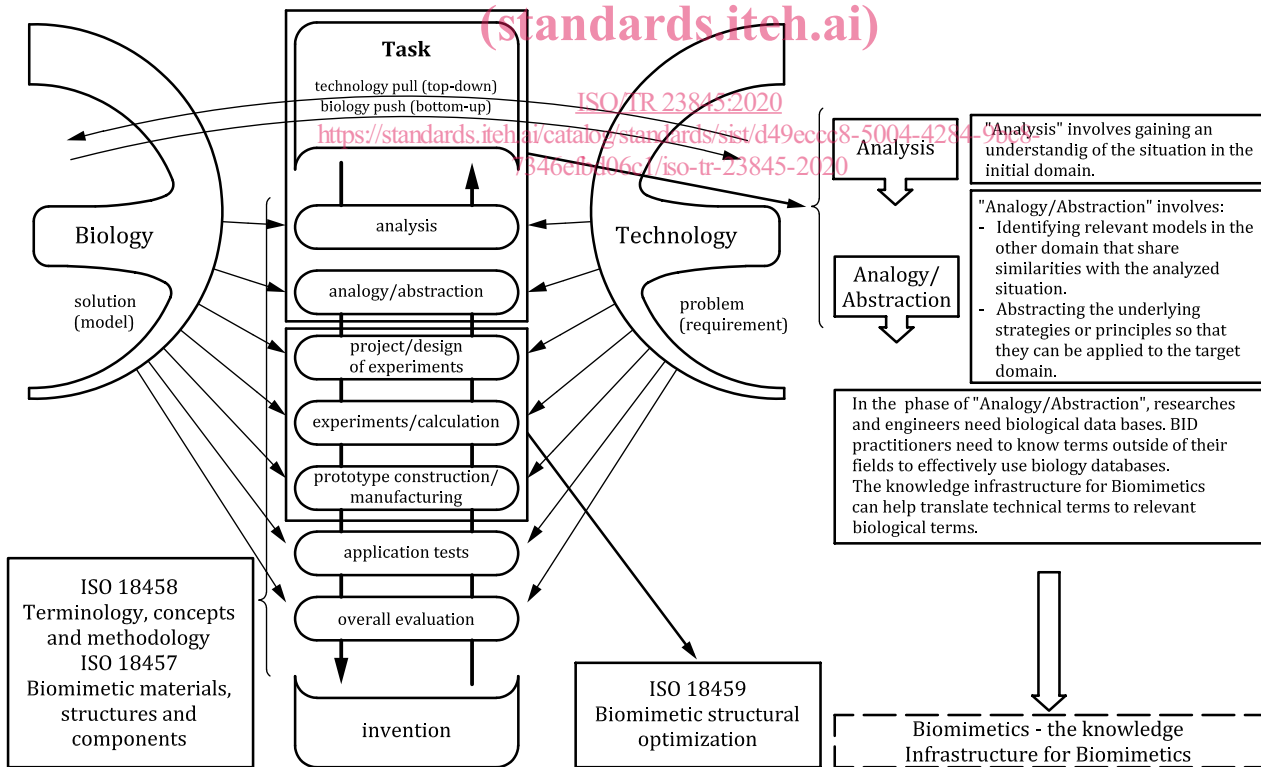 (standards.iteh.ai)
Task
technology pull (top-down)
biology push (bottom-up)
ISO/TR 23845:2020
https://standards.iteh.ai/catalog/standards/sist/d49eccc8-5004-4284-9bc8-
7346efbd06c1/iso-tr-23845-2020
Biology
solution
(model)
Technology
problem
(requirement)
analysis
analogy/abstraction
project/design
of experiments
experiments/calculation
prototype construction/
manufacturing
application tests
overall evaluation
invention
ISO 18458
Terminology, concepts
and methodology
ISO 18457
Biomimetic materials,
structures and
components
ISO 18459
Biomimetic structural
optimization
Analysis
"Analysis" involves gaining an
understandig of the situation in the
initial domain.
Analogy/
Abstraction
"Analogy/Abstraction" involves:
- Identifying relevant models in the
other domain that share
similarities with the analyzed
situation.
- Abstracting the underlying
strategies or principles so that
they can be applied to the target
domain.
In the phase of "Analogy/Abstraction", researches
and engineers need biological data bases. BID
practitioners need to know terms outside of their
fields to effectively use biology databases.
The knowledge infrastructure for Biomimetics
can help translate technical terms to relevant
biological terms.
Biomimetics - the knowledge
Infrastructure for Biomimetics